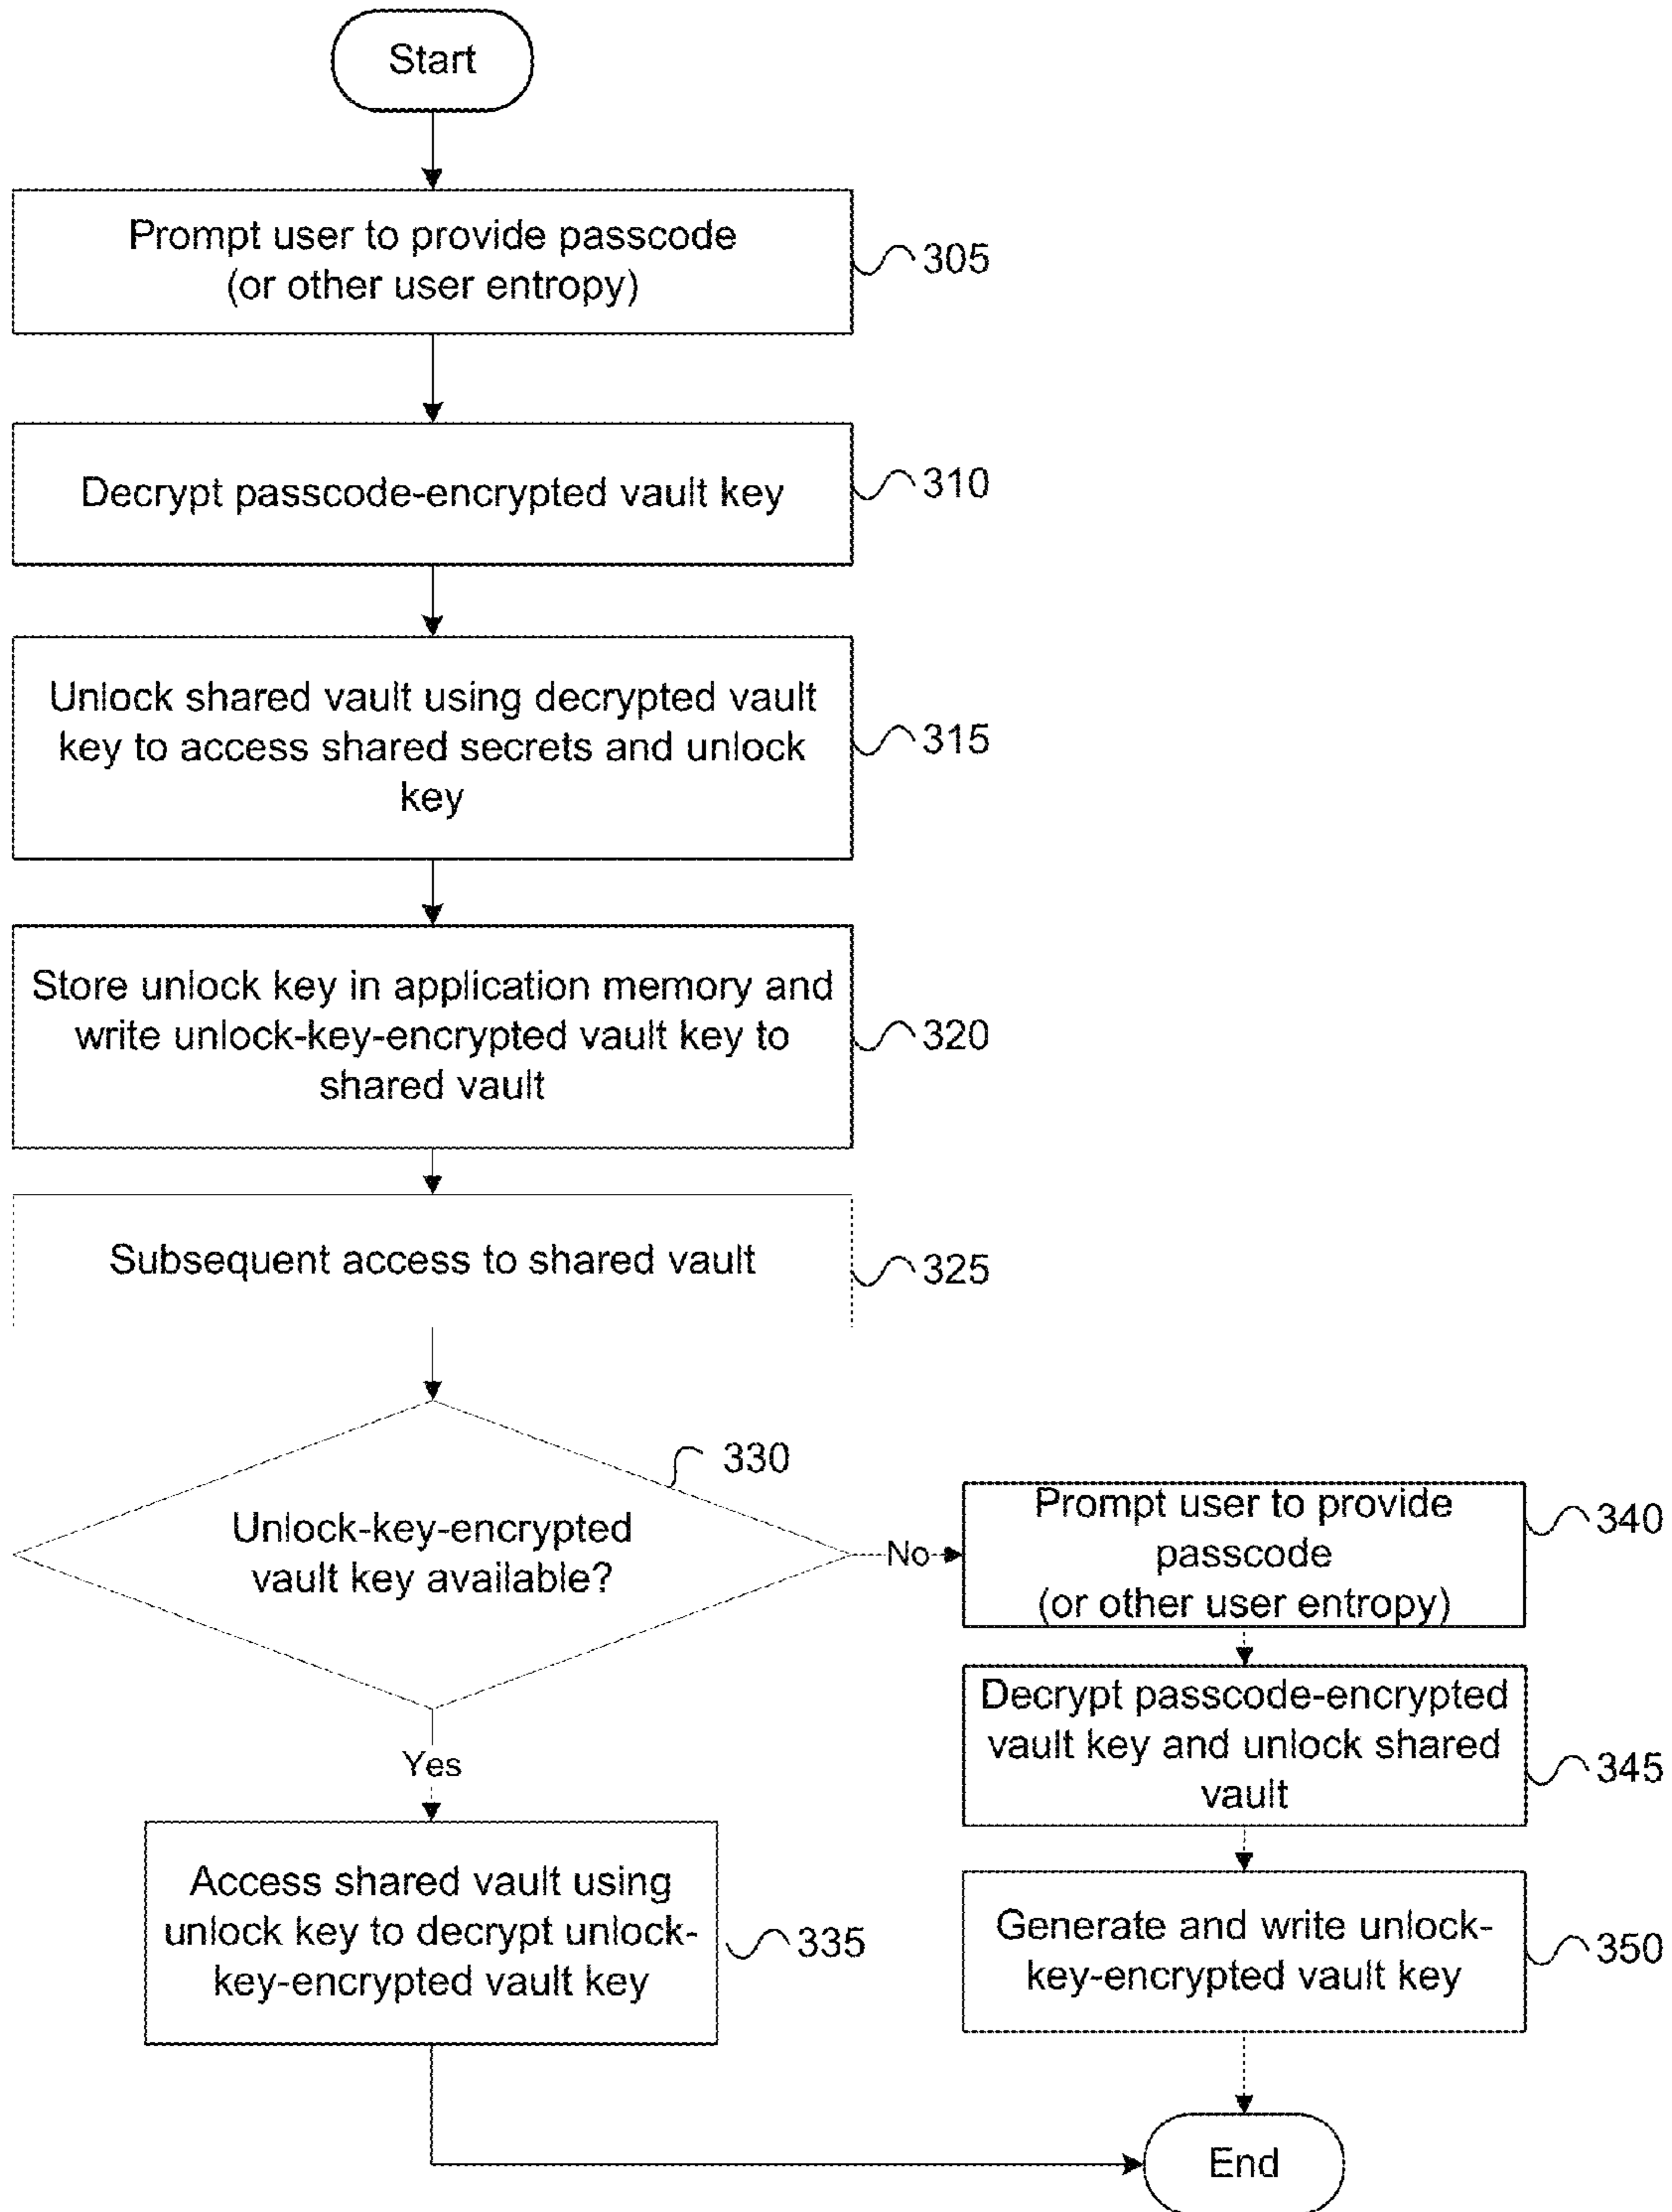 Start
Prompt user to provide passcode
(or other user entropy)
305
Decrypt passcode-encrypted vault key
310
Unlock shared vault using decrypted vault
key to access shared secrets and unlock
key
315
Store unlock key in application memory and
write unlock-key-encrypted vault key to
shared vault
320
Subsequent access to shared vault
325
330
Unlock-key-encrypted
vault key available?
No
Prompt user to provide
passcode
(or other user entropy)
340
Decrypt passcode-encrypted
vault key and unlock shared
vault
345
Yes
Access shared vault using
unlock key to decrypt unlock-
key-encrypted vault key
335
Generate and write unlock-
key-encrypted vault key
350
End